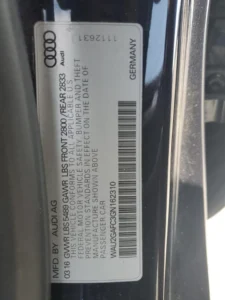 MFD. BY AUDI AG
03.16 GVWR LBS 5489 GAWR LBS FRONT 2800 / REAR 2833
THIS VEHICLE CONFORMS TO ALL APPLICABLE U.S.
FEDERAL MOTOR VEHICLE SAFETY, BUMPER, AND
THEFT PREVENTION STANDARDS IN EFFECT ON THE
DATE OF MANUFACTURE SHOWN ABOVE.
PASSENGER CAR
WAU2GAFC3GN162310
GERMANY
Audi
1112631